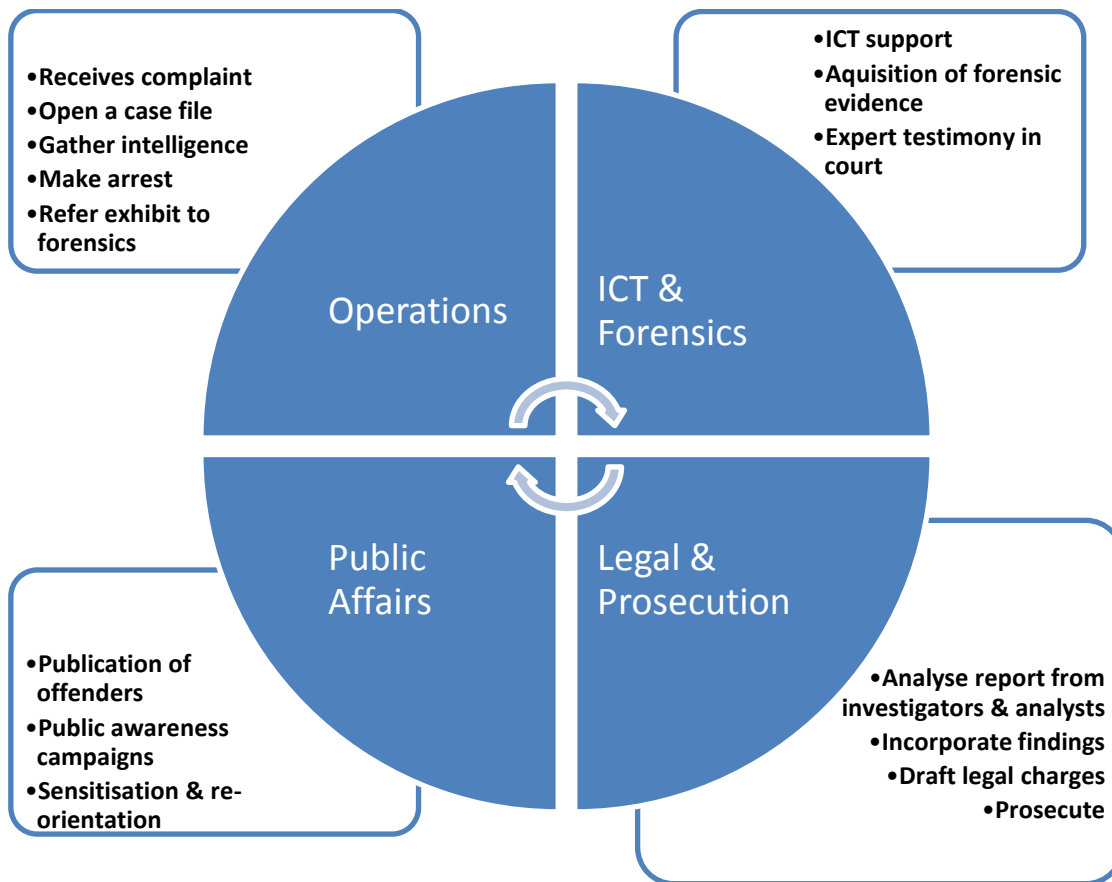 •Receives complaint
•Open a case file
•Gather intelligence
•Make arrest
•Refer exhibit to
forensics
•ICT support
•Aquisition of forensic
evidence
•Expert testimony in
court
Operations
ICT &
Forensics
Public
Affairs
Legal &
Prosecution
•Publication of
offenders
•Public awareness
campaigns
•Sensitisation & re-
orientation
•Analyse report from
investigators & analysts
•Incorporate findings
•Draft legal charges
•Prosecute